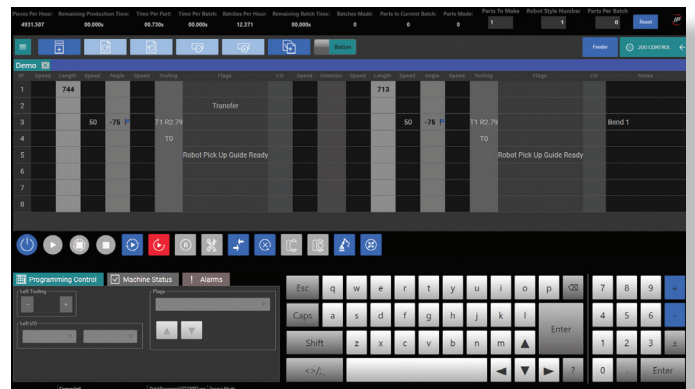 Pieces Per Hour: Remaining Production Time: Time Per Part: Time Per Batch: Batches Per Hour: Remaining Batch Time: Batches Made: Parts In Current Batch: Parts Made: Parts To Make Robot Style Number Parts Per Batch
4931.507 00.000s 00.730s 00.000s 12.371 00.000s 0 0 0 1 1 0 Reset JP
Bottom Feeder JOG CONTROL
Demo
N° Speed Length Speed Angle Speed Tooling Flags I/O Speed Rotation Speed Length Speed Angle Speed Tooling Flags I/O Notes
1 744 713
2 Transfer
3 50 -75 T1 R2.79 50 -75 T1 R2.79 Bend 1
4 T0 T0
5 Robot Pick Up Guide Ready Robot Pick Up Guide Ready
6
7
8
Programming Control Machine Status ! Alarms
Left Tooling Flags
- +
Left I/O
Esc q w e r t y u i o p 7 8 9 +
Caps a s d f g h j k l Enter 4 5 6 -
Shift z x c v b n m 1 2 3 ±
<>/;_ ? 0 . Enter
Connected